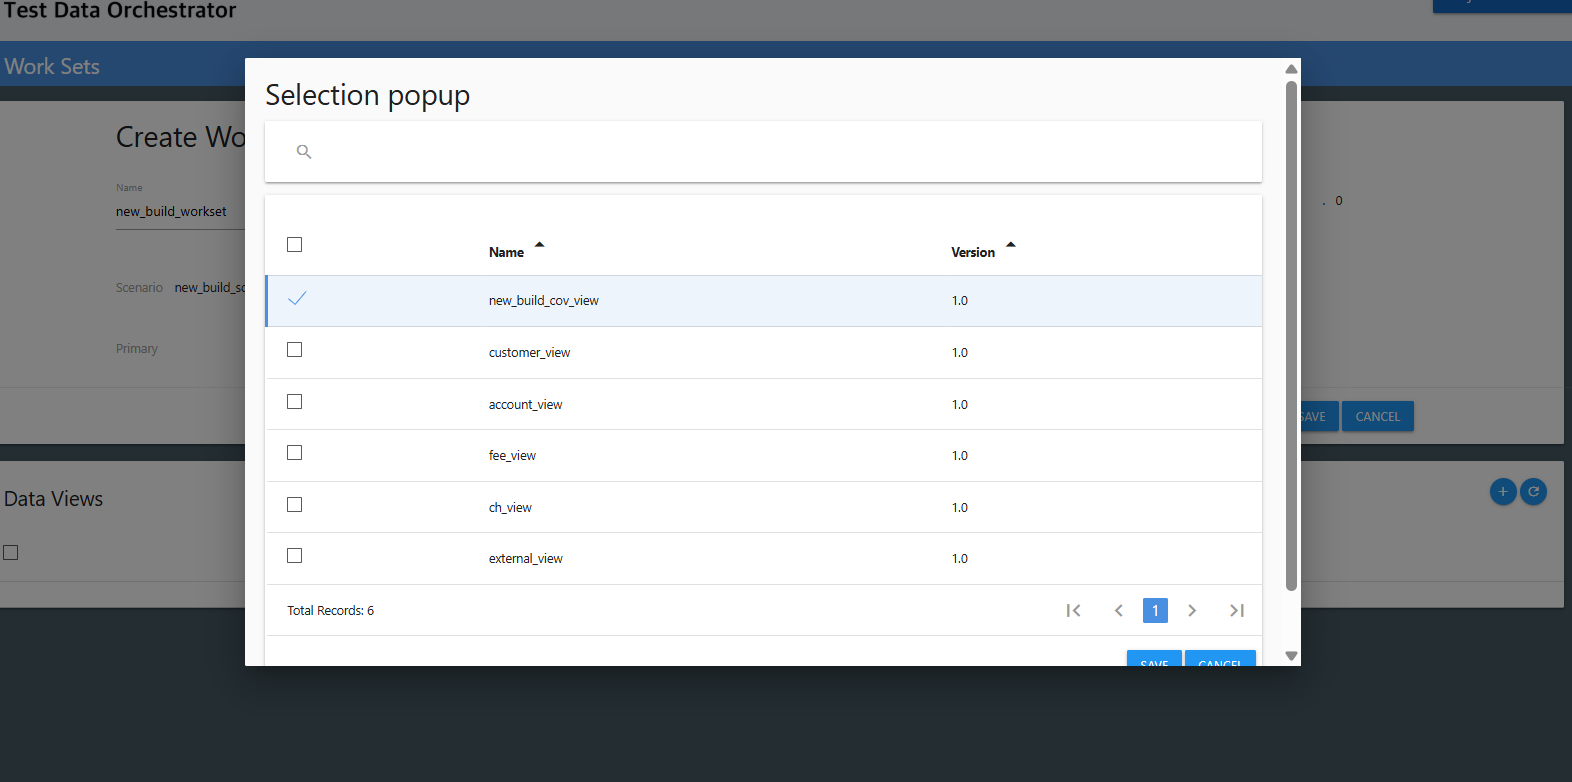 Test Data Orchestrator
Work Sets
Selection popup
Create Wo
Name
new_build_workset
. 0
Name Version
new_build_cov_view 1.0
Scenario new_build_sc
customer_view 1.0
Primary
account_view 1.0
SAVE CANCEL
fee_view 1.0
Data Views
ch_view 1.0
external_view 1.0
Total Records: 6 1
SAVE CANCEL